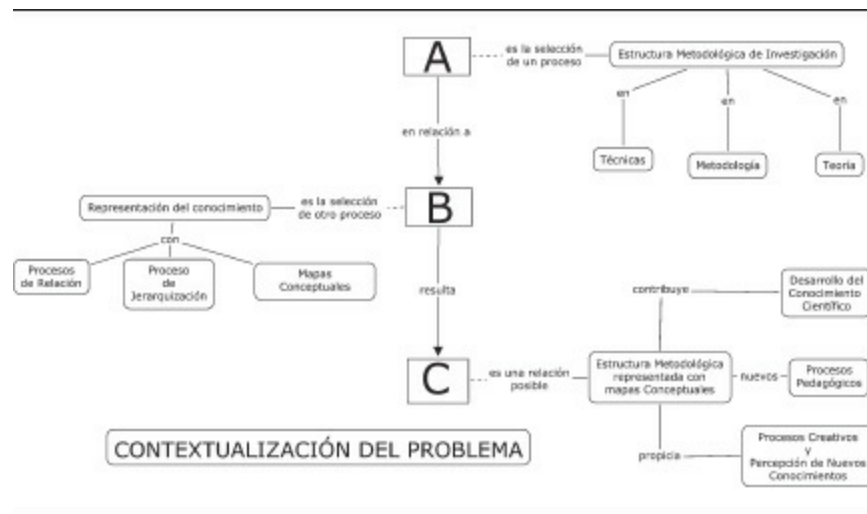 A
es la selección
de un proceso
Estructura Metodológica de Investigación
en
en
en
Técnicas
Metodología
Teoría
en relación a
B
es la selección
de otro proceso
Representación del conocimiento
con
Procesos
de Relación
Proceso
de
Jerarquización
Mapas
Conceptuales
resulta
C
es una relación
posible
Estructura Metodológica
representada con
mapas Conceptuales
contribuye
Desarrollo del
Conocimiento
Científico
nuevos
Procesos
Pedagógicos
propicia
Procesos Creativos
y
Percepción de Nuevos
Conocimientos
CONTEXTUALIZACIÓN DEL PROBLEMA